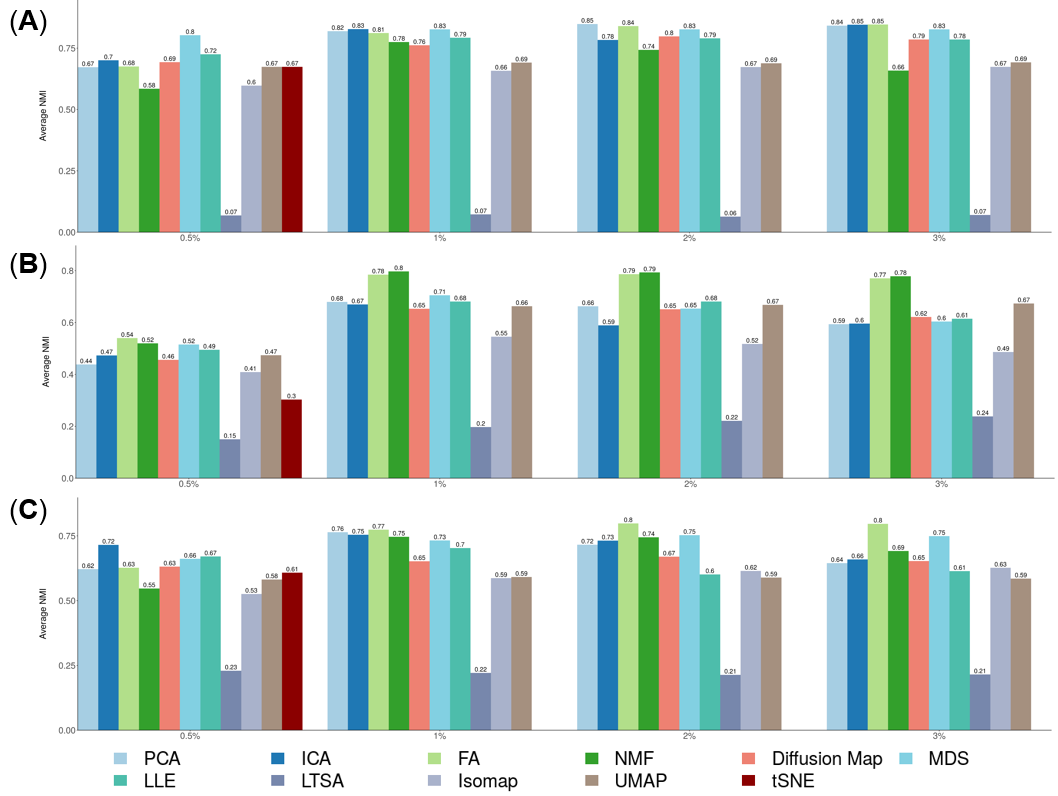 (A)
Average NMI
0.75
0.50
0.25
0.00
0.67 0.7 0.68 0.58 0.69 0.8 0.72 0.07 0.6 0.67 0.67
0.82 0.83 0.81 0.78 0.76 0.83 0.79 0.07 0.66 0.69
0.85 0.78 0.84 0.74 0.8 0.83 0.79 0.06 0.67 0.69
0.84 0.85 0.85 0.66 0.79 0.83 0.78 0.07 0.67 0.69
0.5% 1% 2% 3%
(B)
Average NMI
0.8
0.6
0.4
0.2
0.0
0.44 0.47 0.54 0.52 0.46 0.52 0.49 0.15 0.41 0.47 0.3
0.68 0.67 0.78 0.8 0.65 0.71 0.68 0.2 0.55 0.66
0.66 0.59 0.79 0.79 0.65 0.65 0.68 0.22 0.52 0.67
0.59 0.6 0.77 0.78 0.62 0.6 0.61 0.24 0.49 0.67
0.5% 1% 2% 3%
(C)
Average NMI
0.75
0.50
0.25
0.00
0.62 0.72 0.63 0.55 0.63 0.66 0.67 0.23 0.53 0.58 0.61
0.76 0.75 0.77 0.75 0.65 0.73 0.7 0.22 0.59 0.59
0.72 0.73 0.8 0.74 0.67 0.75 0.6 0.21 0.62 0.59
0.64 0.66 0.8 0.69 0.65 0.75 0.61 0.21 0.63 0.59
0.5% 1% 2% 3%
PCA ICA FA NMF Diffusion Map MDS
LLE LTSA Isomap UMAP tSNE